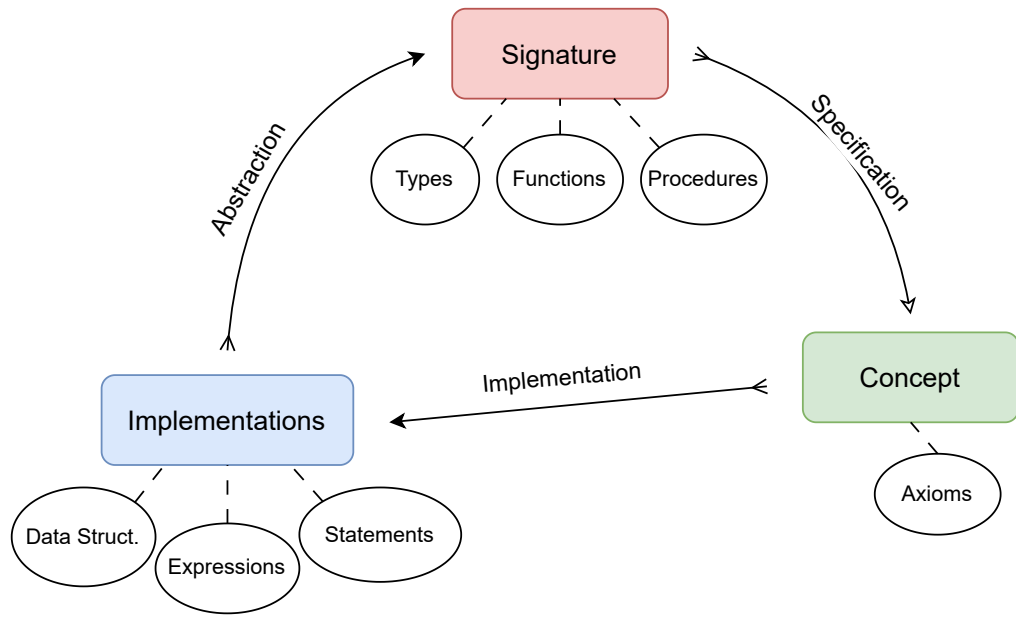 Signature
Types
Functions
Procedures
Abstraction
Specification
Implementation
Concept
Axioms
Implementations
Data Struct.
Expressions
Statements